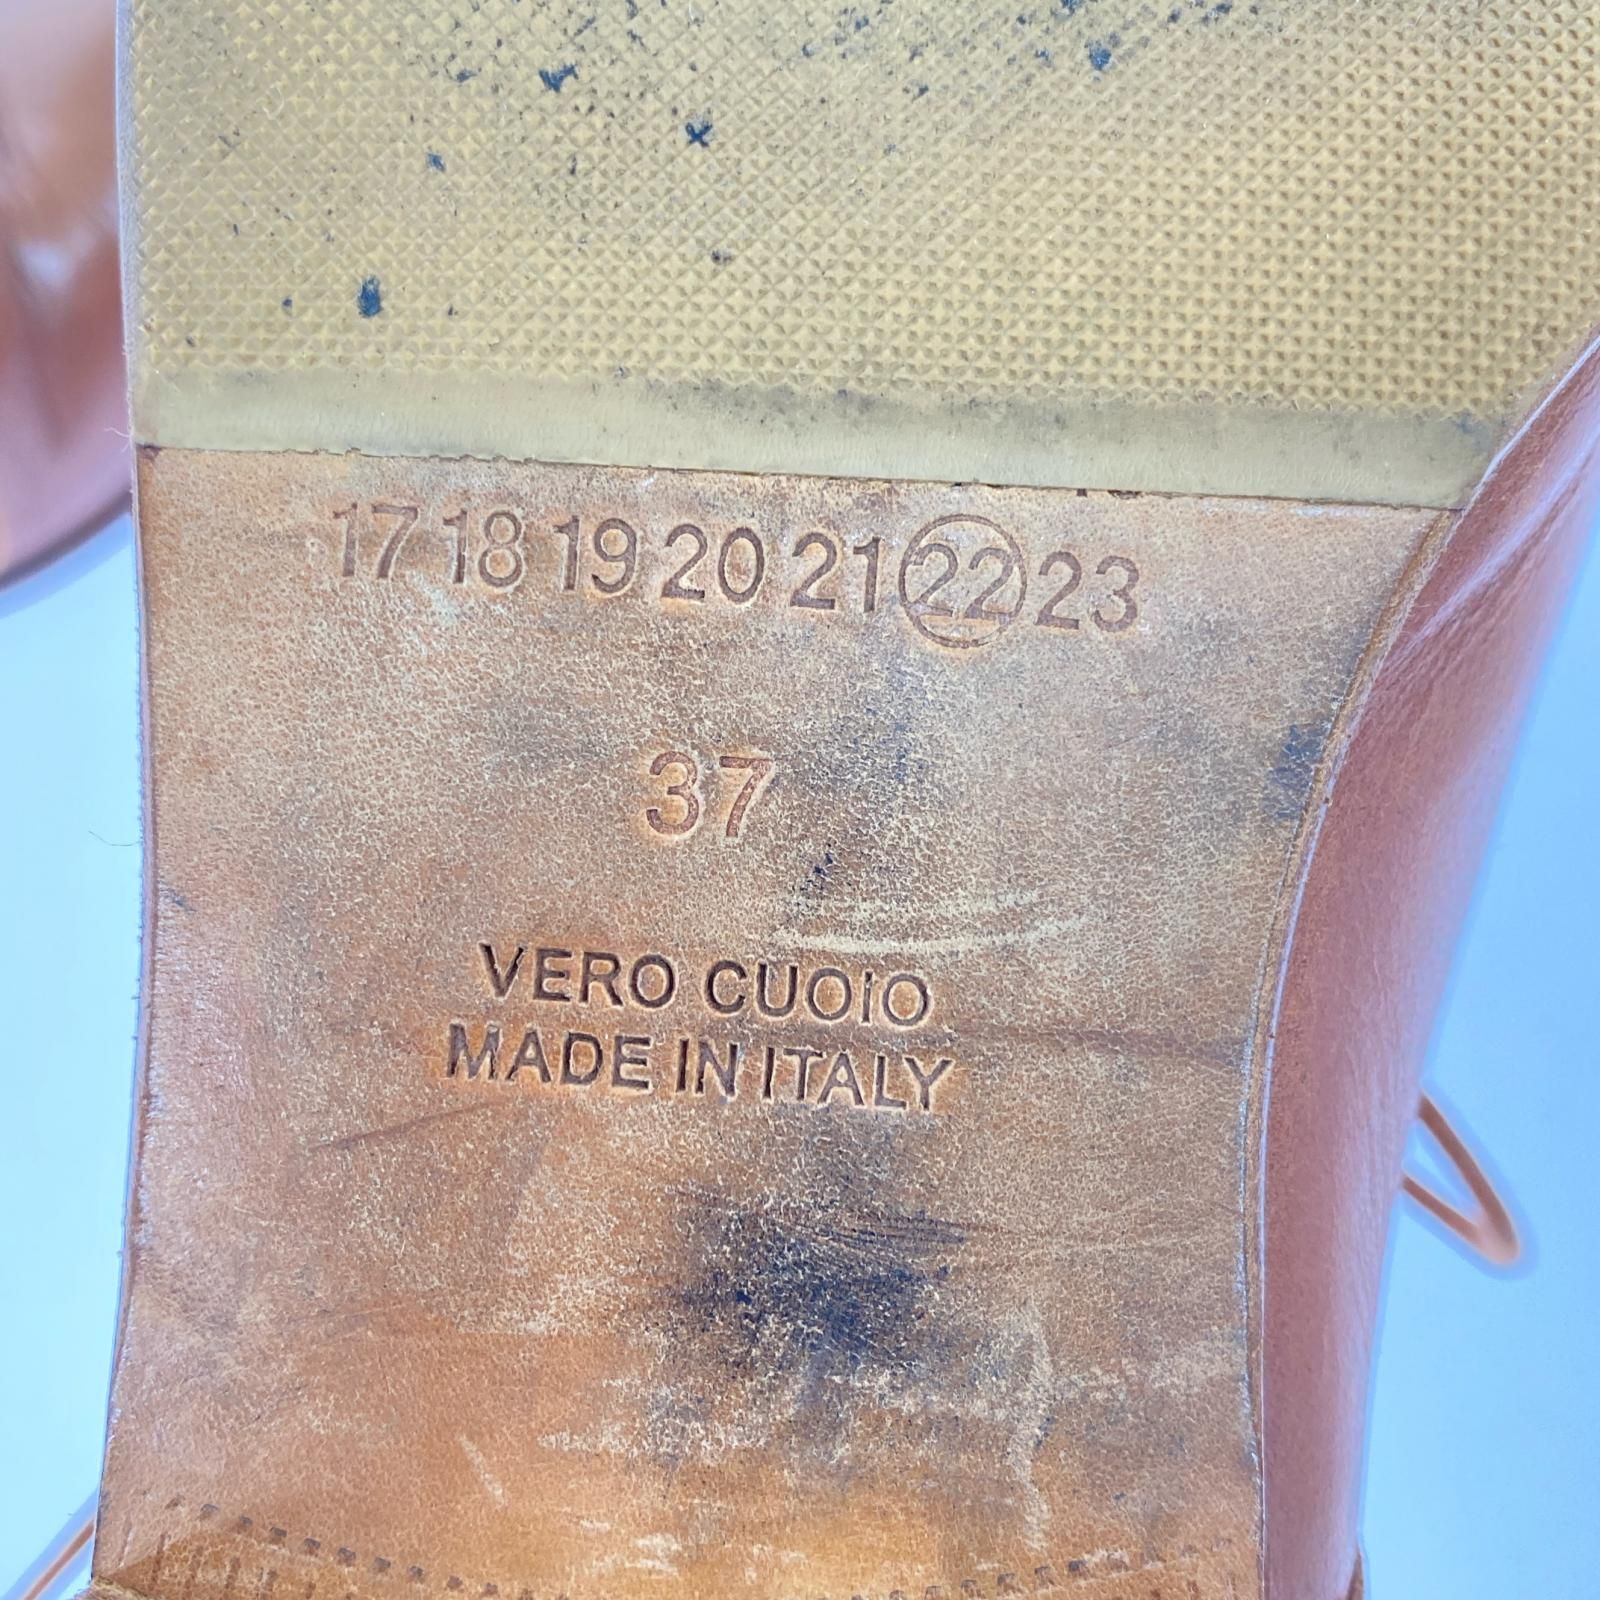 17 18 19 20 21 22 23
37
VERO CUOIO
MADE IN ITALY